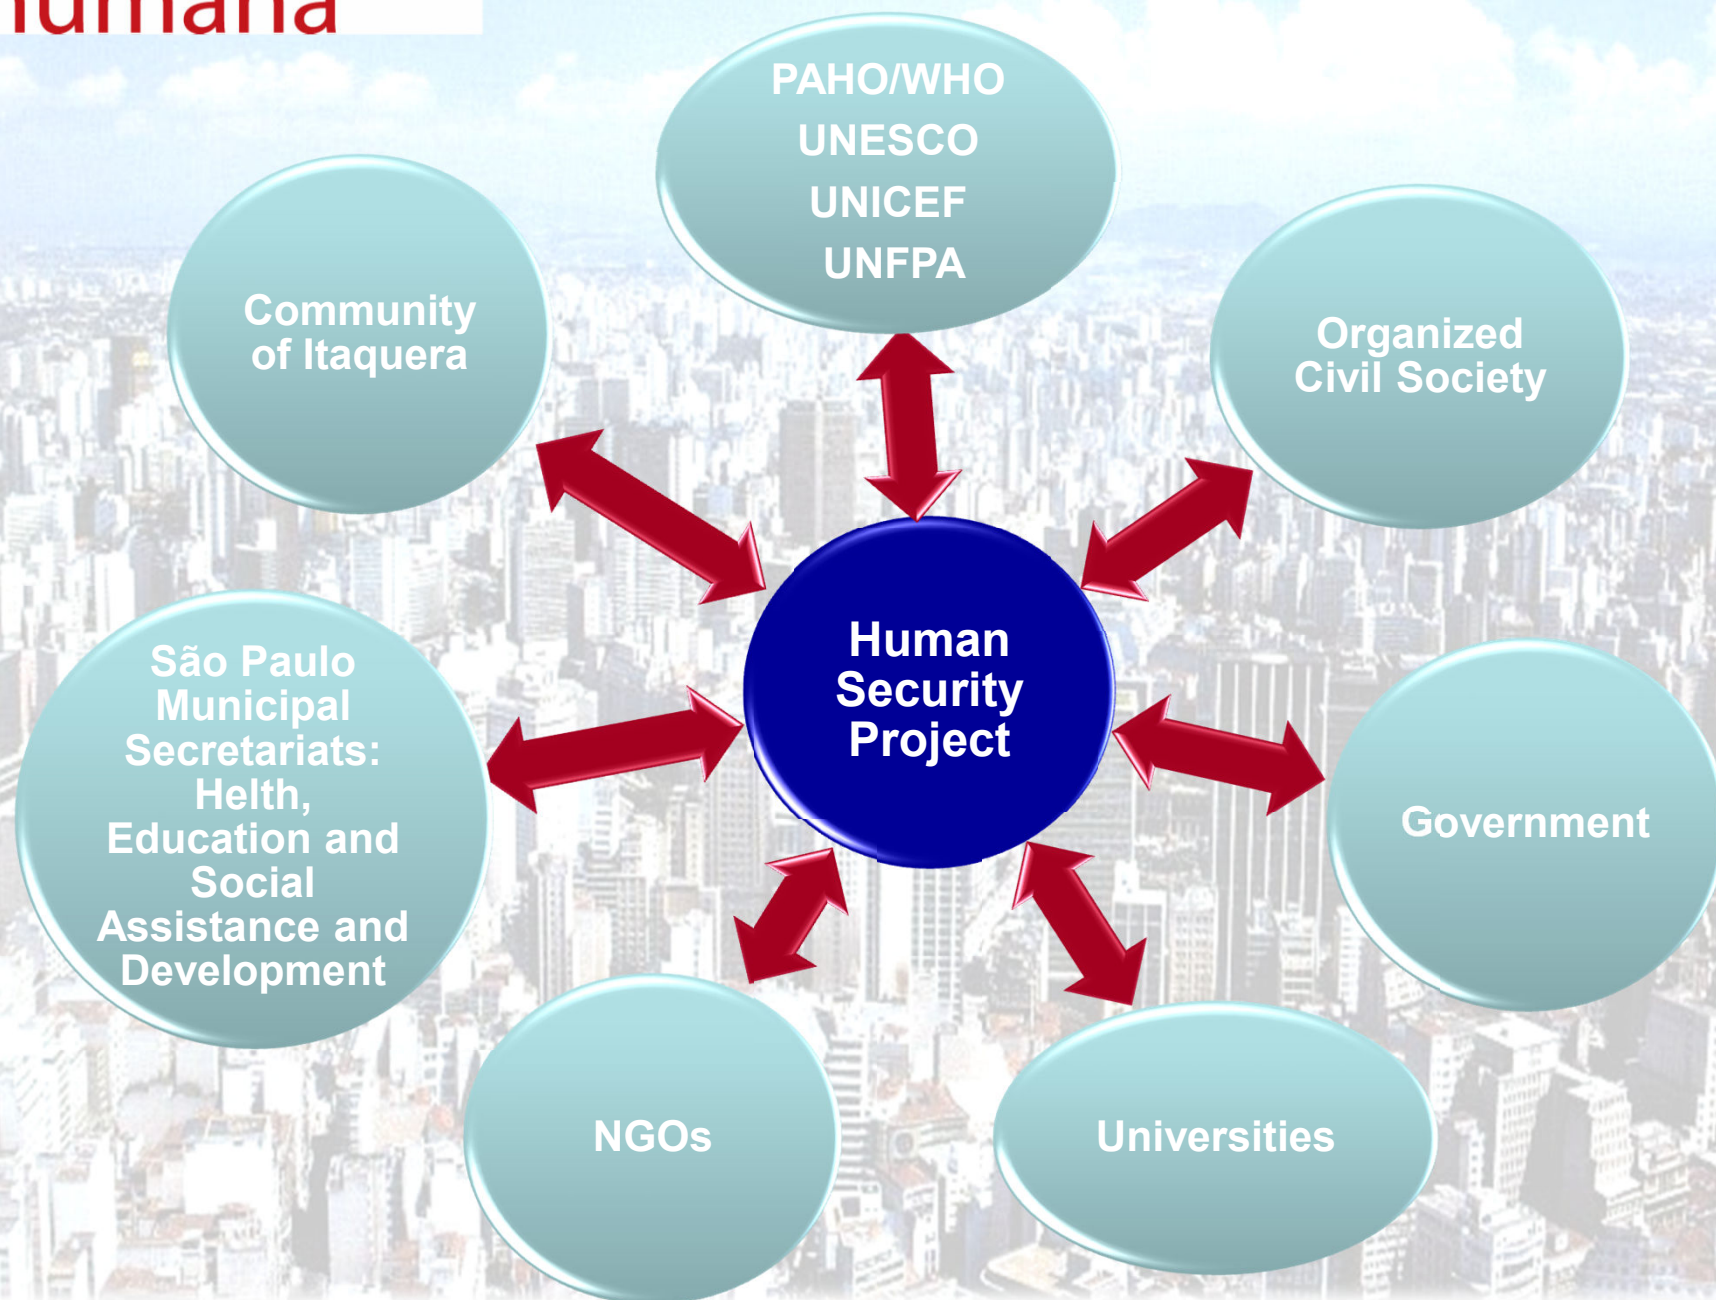 humana
PAHO/WHO
UNESCO
UNICEF
UNFPA
Community
of Itaquera
Organized
Civil Society
Human
Security
Project
São Paulo
Municipal
Secretariats:
Helth,
Education and
Social
Assistance and
Development
Government
NGOs
Universities